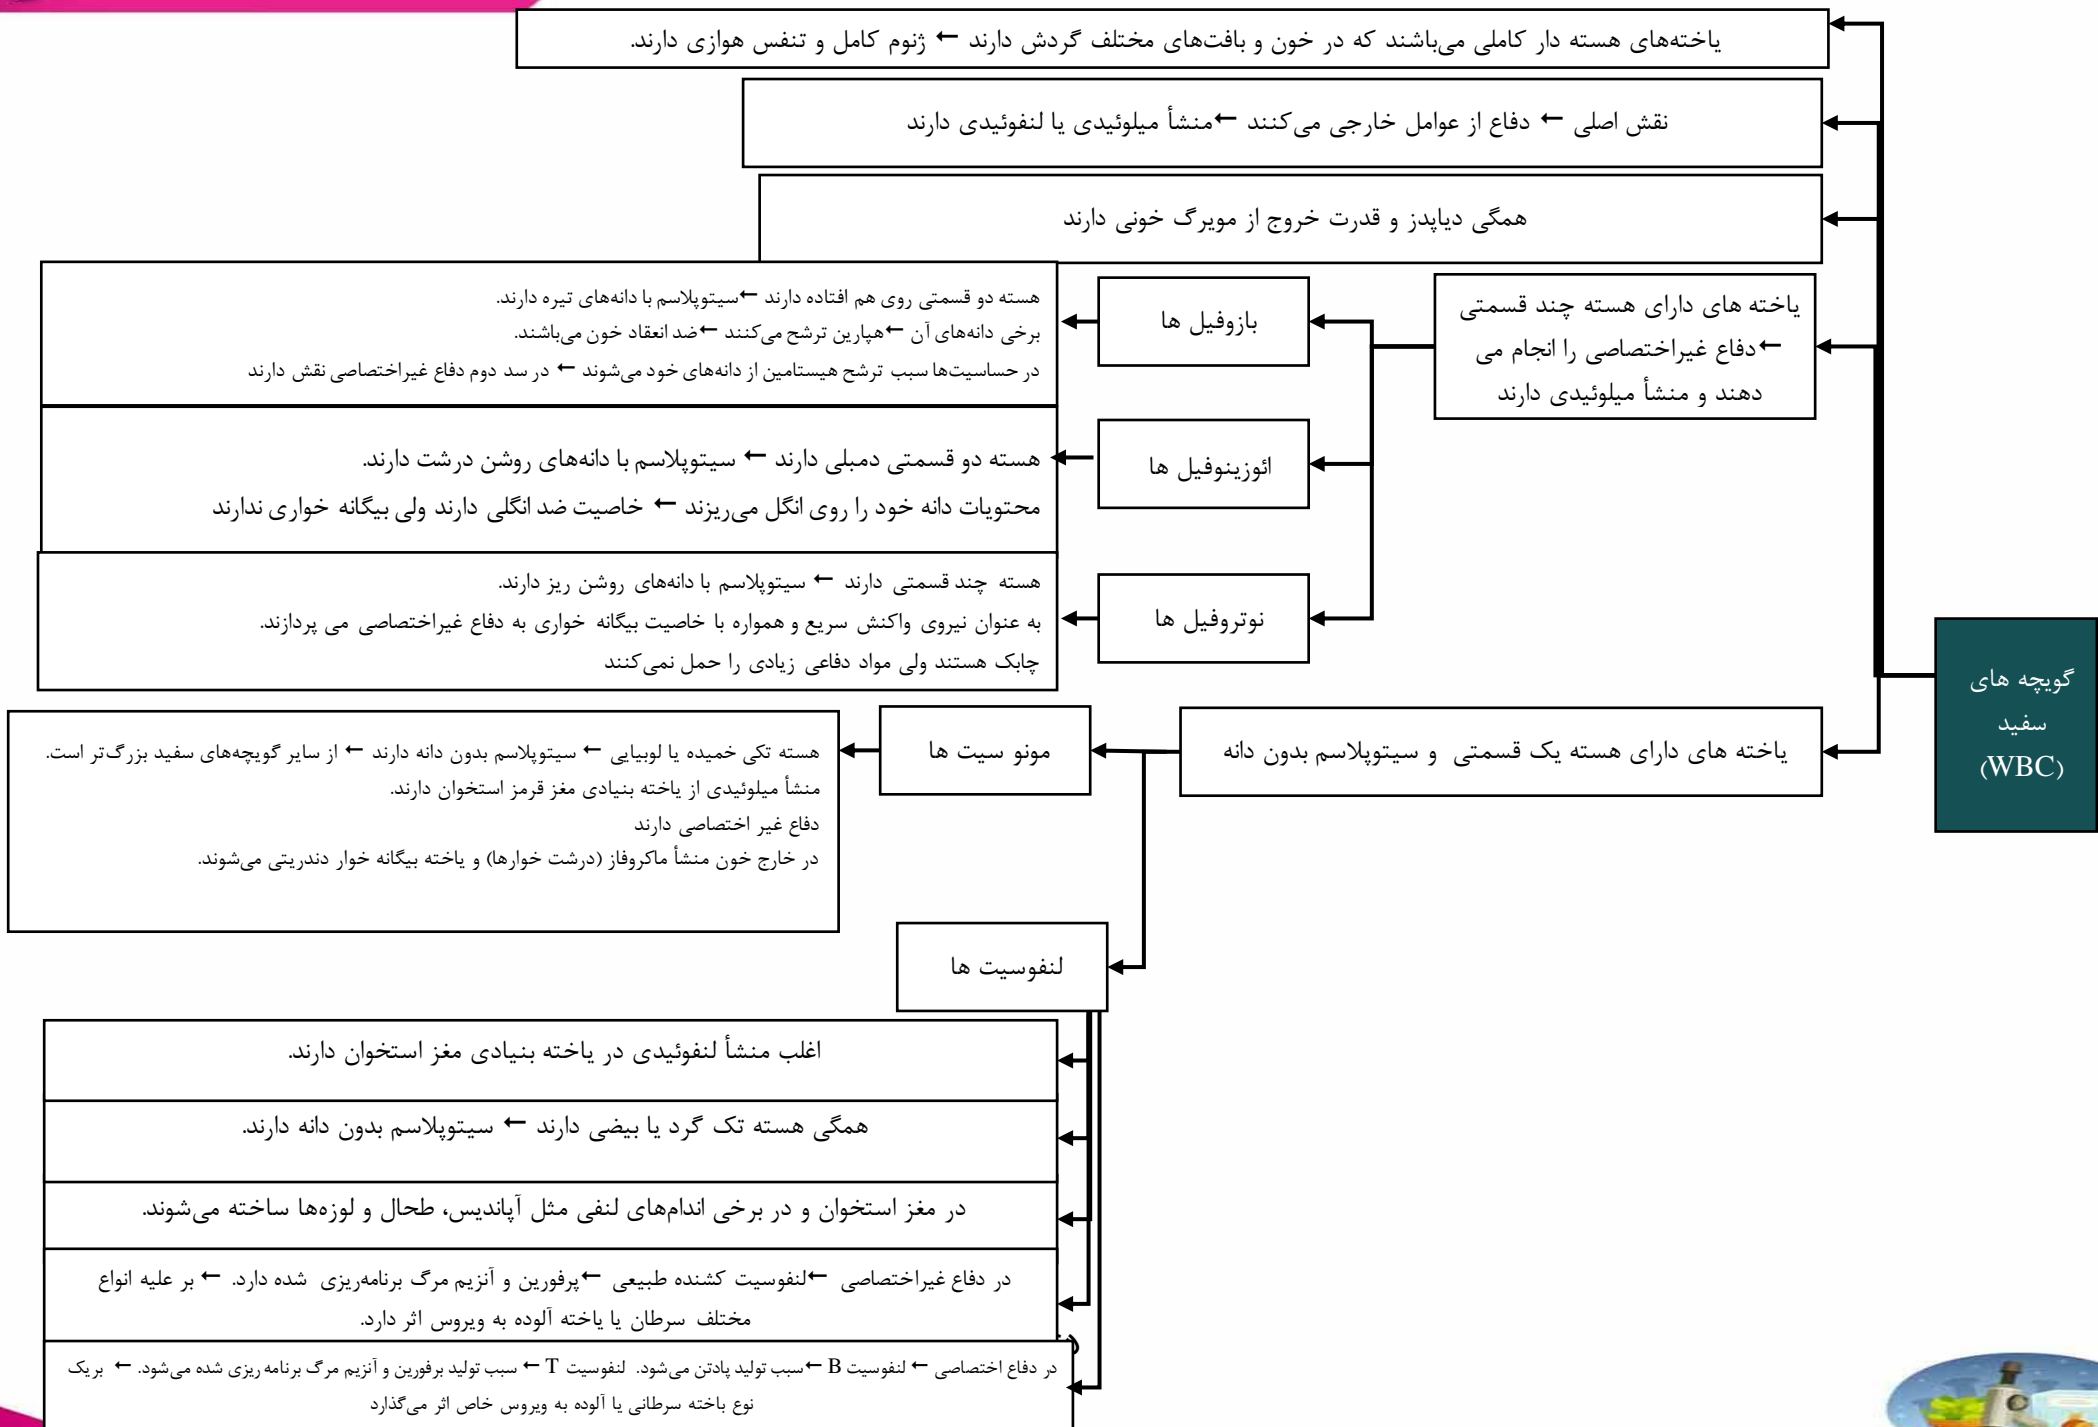 یاخته‌های هسته دار کاملی می‌باشند که در خون و بافت‌های مختلف گردش دارند ← ژنوم کامل و تنفس هوازی دارند.
نقش اصلی ← دفاع از عوامل خارجی می‌کنند ←منشأ میلوئیدی یا لنفوئیدی دارند
همگی دیاپدز و قدرت خروج از مویرگ خونی دارند
گویچه های
سفید
(WBC)
یاخته های دارای هسته چند قسمتی
←دفاع غیراختصاصی را انجام می
دهند و منشأ میلوئیدی دارند
بازوفیل ها
هسته دو قسمتی روی هم افتاده دارند ←سیتوپلاسم با دانه‌های تیره دارند.
برخی دانه‌های آن ←هپارین ترشح می‌کنند ←ضد انعقاد خون می‌باشند.
در حساسیت‌ها سبب ترشح هیستامین از دانه‌های خود می‌شوند ← در سد دوم دفاع غیراختصاصی نقش دارند
ائوزینوفیل ها
هسته دو قسمتی دمبلی دارند ← سیتوپلاسم با دانه‌های روشن درشت دارند.
محتویات دانه خود را روی انگل می‌ریزند ← خاصیت ضد انگلی دارند ولی بیگانه خواری ندارند
نوتروفیل ها
هسته چند قسمتی دارند ← سیتوپلاسم با دانه‌های روشن ریز دارند.
به عنوان نیروی واکنش سریع و همواره با خاصیت بیگانه خواری به دفاع غیراختصاصی می پردازند.
چابک هستند ولی مواد دفاعی زیادی را حمل نمی‌کنند
یاخته های دارای هسته یک قسمتی و سیتوپلاسم بدون دانه
مونو سیت ها
هسته تکی خمیده یا لوبیایی ← سیتوپلاسم بدون دانه دارند ← از سایر گویچه‌های سفید بزرگ‌تر است.
منشأ میلوئیدی از یاخته بنیادی مغز قرمز استخوان دارند.
دفاع غیر اختصاصی دارند
در خارج خون منشأ ماکروفاز (درشت خوارها) و یاخته بیگانه خوار دندریتی می‌شوند.
لنفوسیت ها
اغلب منشأ لنفوئیدی در یاخته بنیادی مغز استخوان دارند.
همگی هسته تک گرد یا بیضی دارند ← سیتوپلاسم بدون دانه دارند.
در مغز استخوان و در برخی اندام‌های لنفی مثل آپاندیس، طحال و لوزه‌ها ساخته می‌شوند.
در دفاع غیراختصاصی ←لنفوسیت کشنده طبیعی ←پرفورین و آنزیم مرگ برنامه‌ریزی شده دارد. ← بر علیه انواع
مختلف سرطان یا یاخته آلوده به ویروس اثر دارد.
در دفاع اختصاصی ← لنفوسیت B ←سبب تولید پادتن می‌شود. لنفوسیت T ← سبب تولید برفورین و آنزیم مرگ برنامه ریزی شده می‌شود. ← بر یک
نوع باخته سرطانی یا آلوده به ویروس خاص اثر می‌گذارد